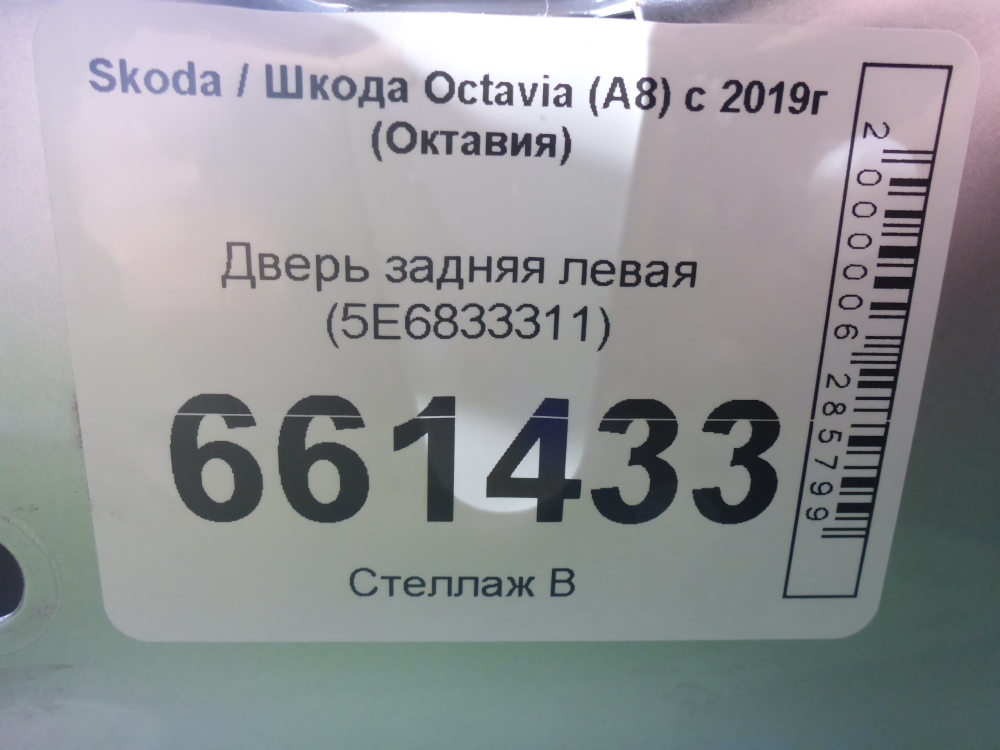 Skoda / Шкода Octavia (A8) с 2019г
(Октавия)
Дверь задняя левая
(5E6833311)
661433
Стеллаж В
2000006285799